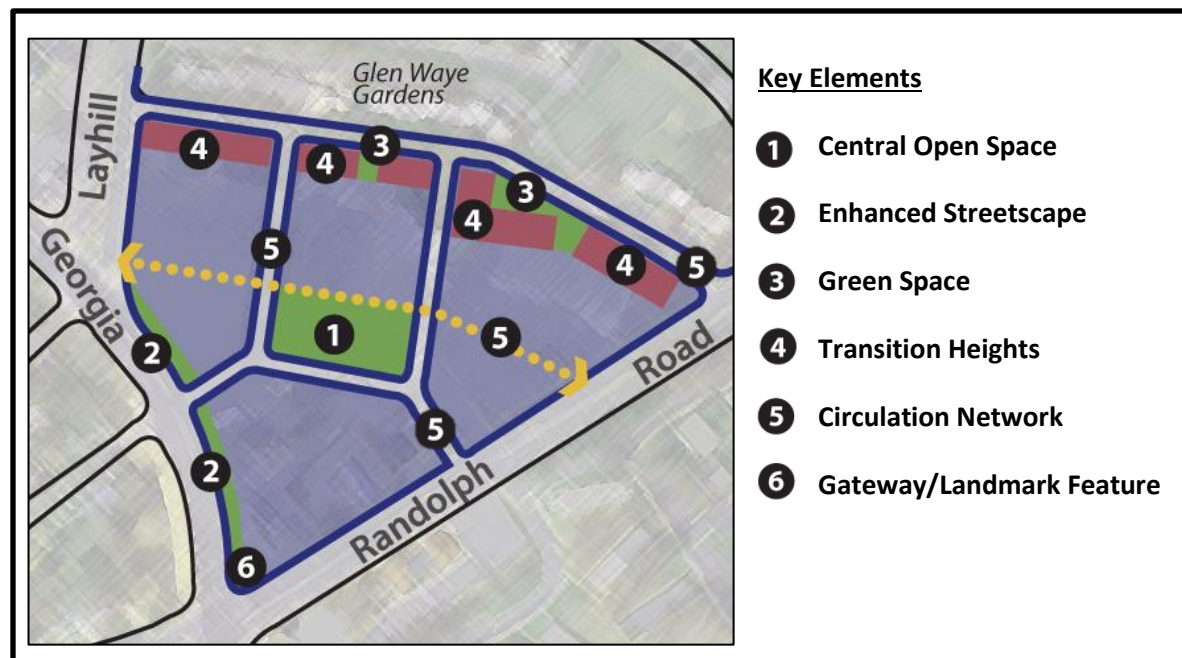 Glen Waye
Gardens
Layhill
Georgia
Randolph
Road
4
4
3
3
4
4
5
5
1
5
2
5
2
6
Key Elements
1 Central Open Space
2 Enhanced Streetscape
3 Green Space
4 Transition Heights
5 Circulation Network
6 Gateway/Landmark Feature